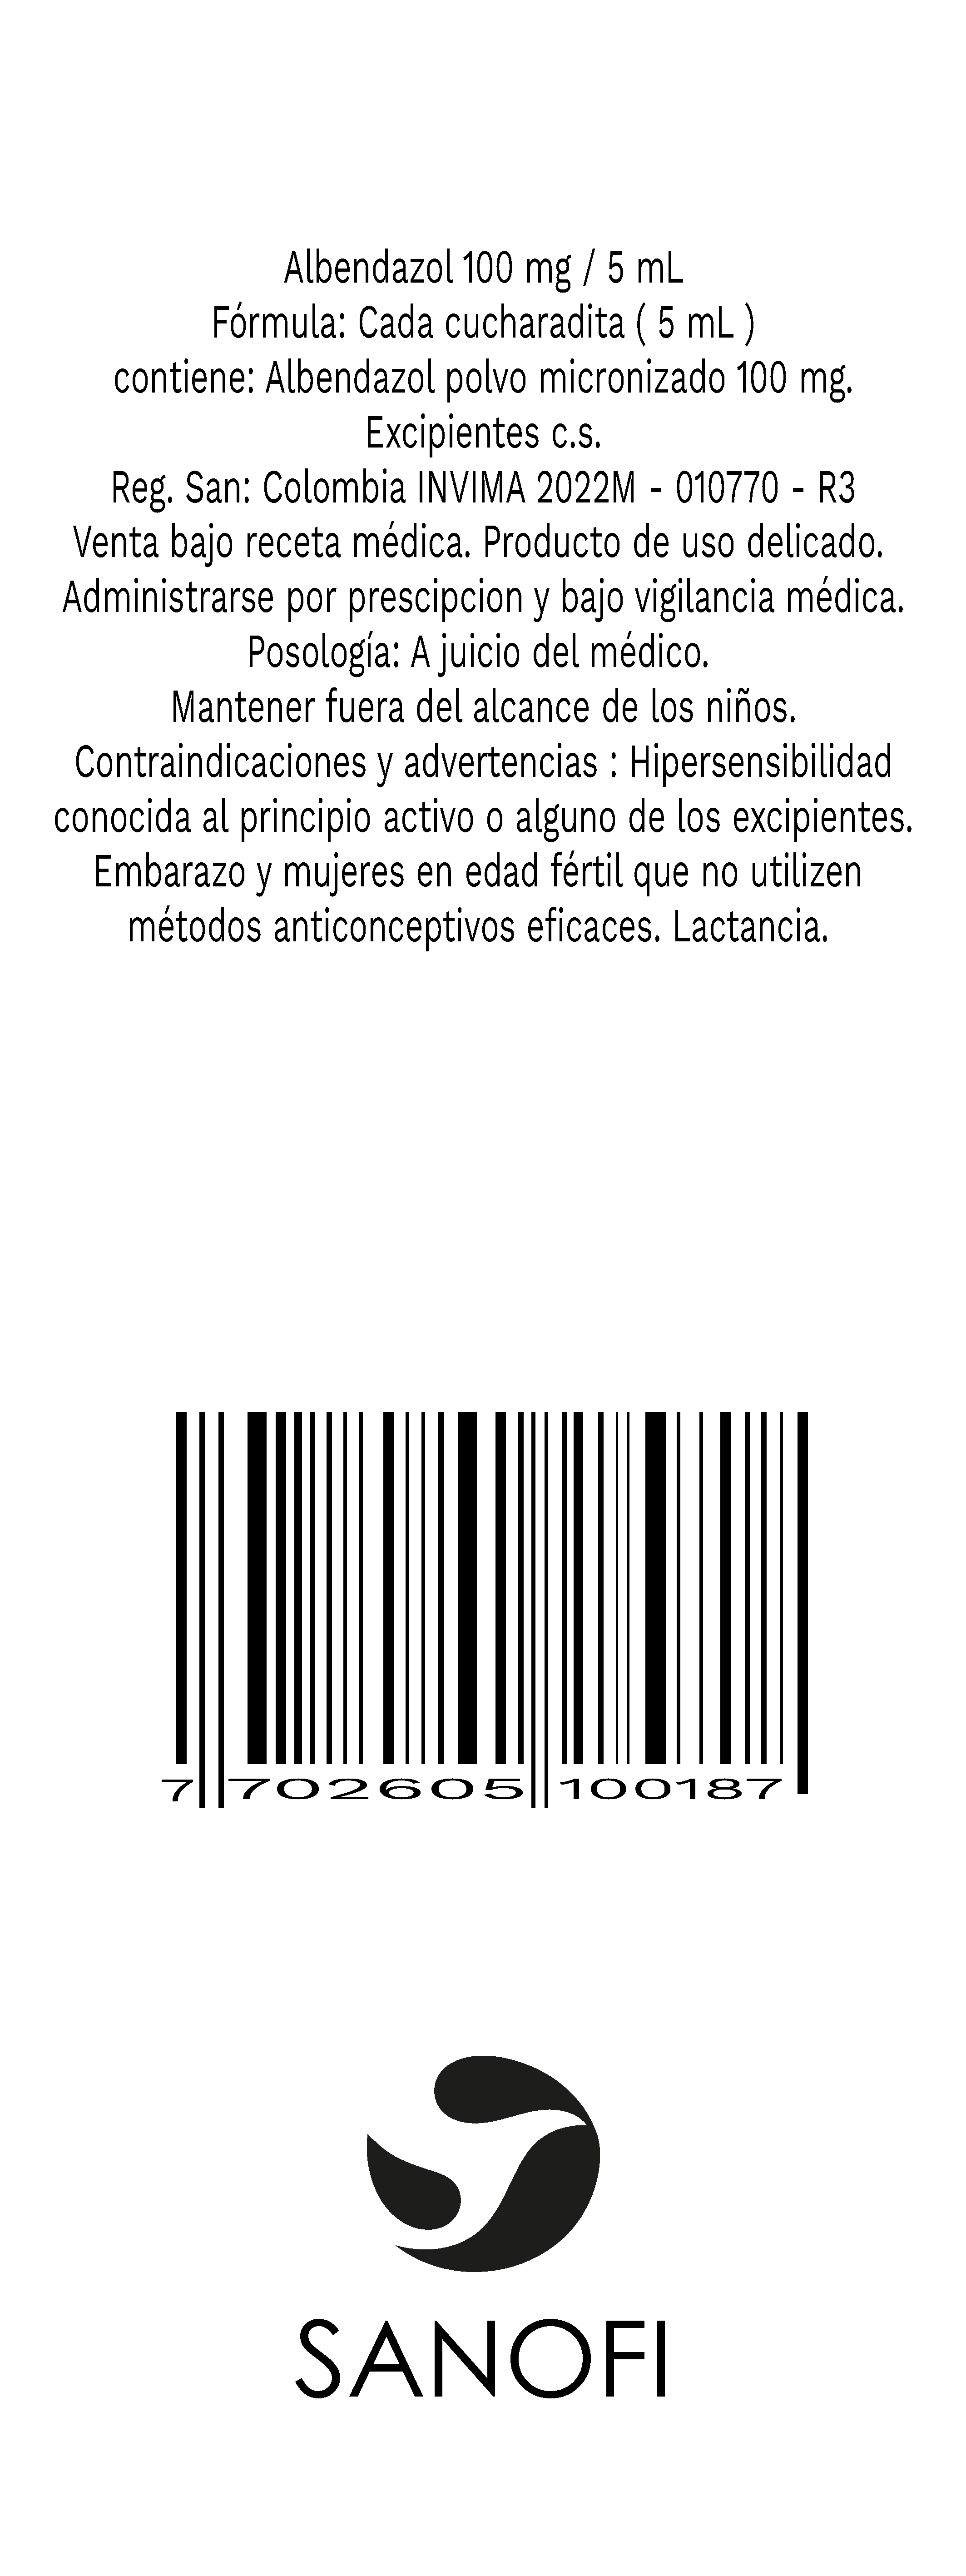 Albendazol 100 mg / 5 mL
Fórmula: Cada cucharadita ( 5 mL )
contiene: Albendazol polvo micronizado 100 mg.
Excipientes c.s.
Reg. San: Colombia INVIMA 2022M - 010770 - R3
Venta bajo receta médica. Producto de uso delicado.
Administrarse por prescipcion y bajo vigilancia médica.
Posología: A juicio del médico.
Mantener fuera del alcance de los niños.
Contraindicaciones y advertencias : Hipersensibilidad
conocida al principio activo o alguno de los excipientes.
Embarazo y mujeres en edad fértil que no utilizen
métodos anticonceptivos eficaces. Lactancia.
7 702605 100187
SANOFI